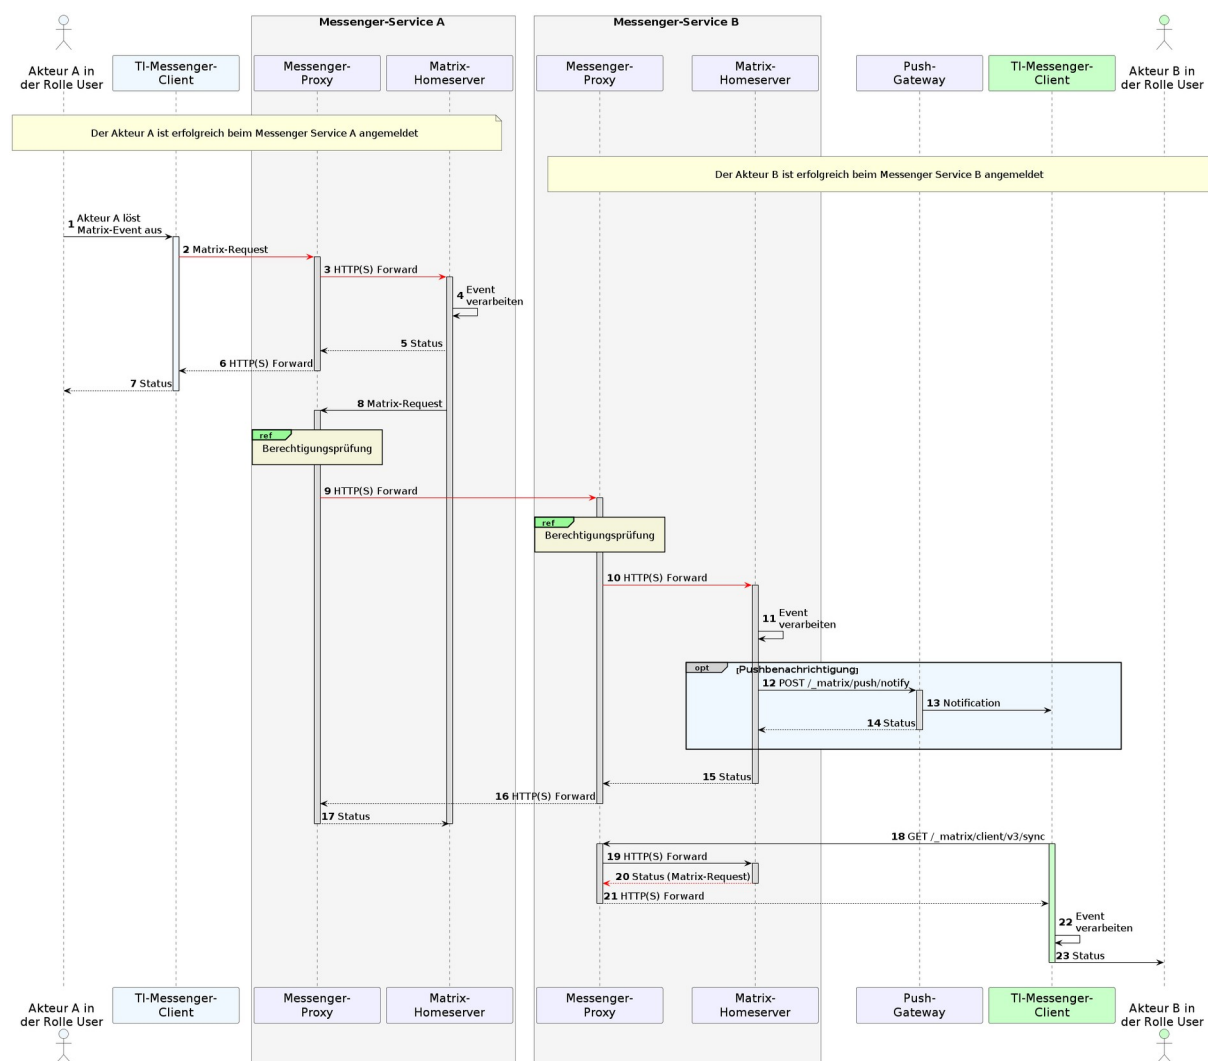 Messenger-Service A
Messenger-Service B
Akteur A in
der Rolle User
TI-Messenger-
Client
Messenger-
Proxy
Matrix-
Homeserver
Messenger-
Proxy
Matrix-
Homeserver
Push-
Gateway
TI-Messenger-
Client
Akteur B in
der Rolle User
Der Akteur A ist erfolgreich beim Messenger Service A angemeldet
Der Akteur B ist erfolgreich beim Messenger Service B angemeldet
1 Akteur A löst
Matrix-Event aus
2 Matrix-Request
3 HTTP(S) Forward
4 Event
verarbeiten
5 Status
6 HTTP(S) Forward
7 Status
8 Matrix-Request
ref
Berechtigungsprüfung
9 HTTP(S) Forward
ref
Berechtigungsprüfung
10 HTTP(S) Forward
11 Event
verarbeiten
opt [Pushbenachrichtigung]
12 POST /_matrix/push/notify
13 Notification
14 Status
15 Status
16 HTTP(S) Forward
17 Status
18 GET /_matrix/client/v3/sync
19 HTTP(S) Forward
20 Status (Matrix-Request)
21 HTTP(S) Forward
22 Event
verarbeiten
23 Status
Akteur A in
der Rolle User
TI-Messenger-
Client
Messenger-
Proxy
Matrix-
Homeserver
Messenger-
Proxy
Matrix-
Homeserver
Push-
Gateway
TI-Messenger-
Client
Akteur B in
der Rolle User